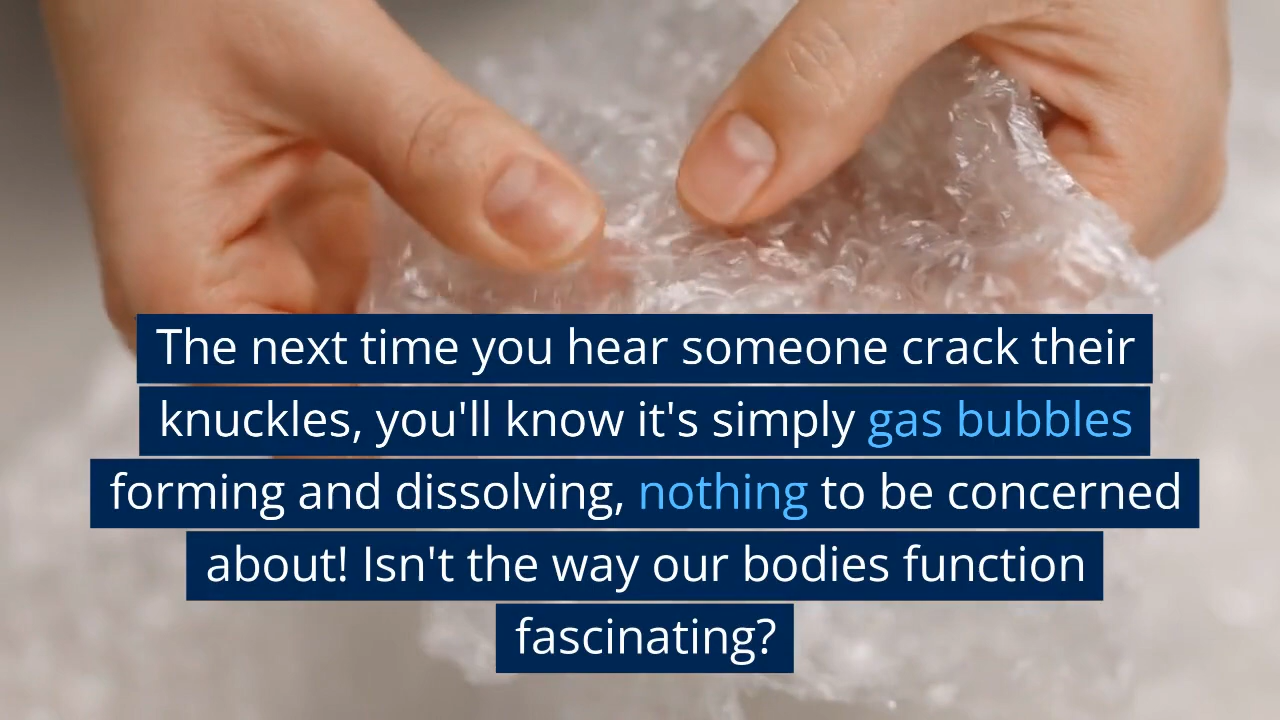 The next time you hear someone crack their
knuckles, you'll know it's simply gas bubbles
forming and dissolving, nothing to be concerned
about! Isn't the way our bodies function
fascinating?